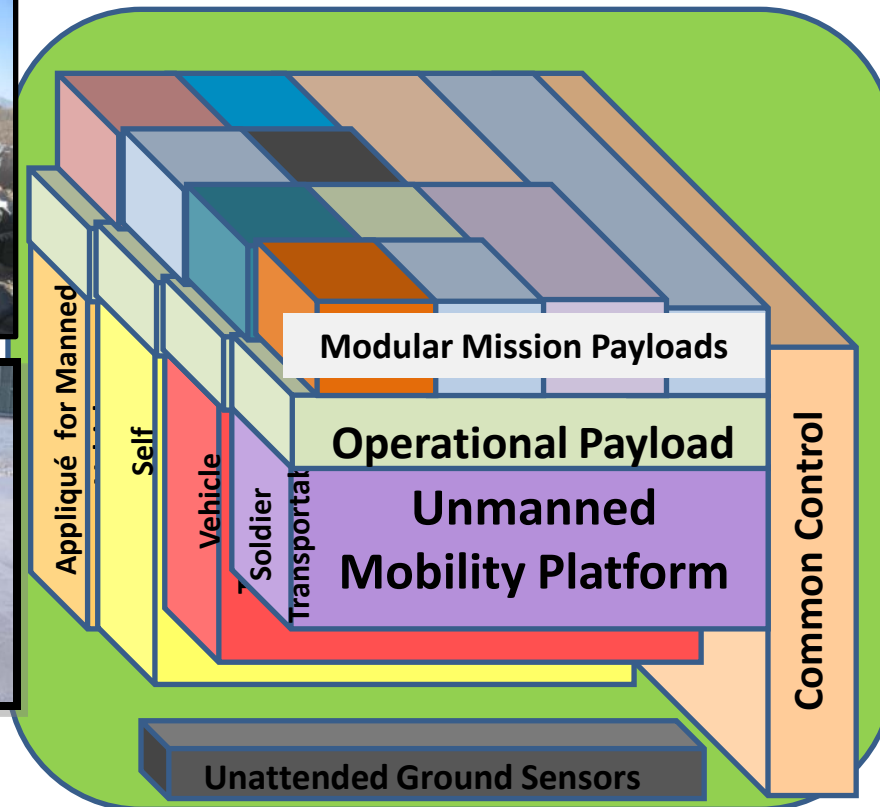 Modular Mission Payloads
Operational Payload
Unmanned
Mobility Platform
Appliqué for Manned
Self
Vehicle
Soldier
Common Control
Unattended Ground Sensors